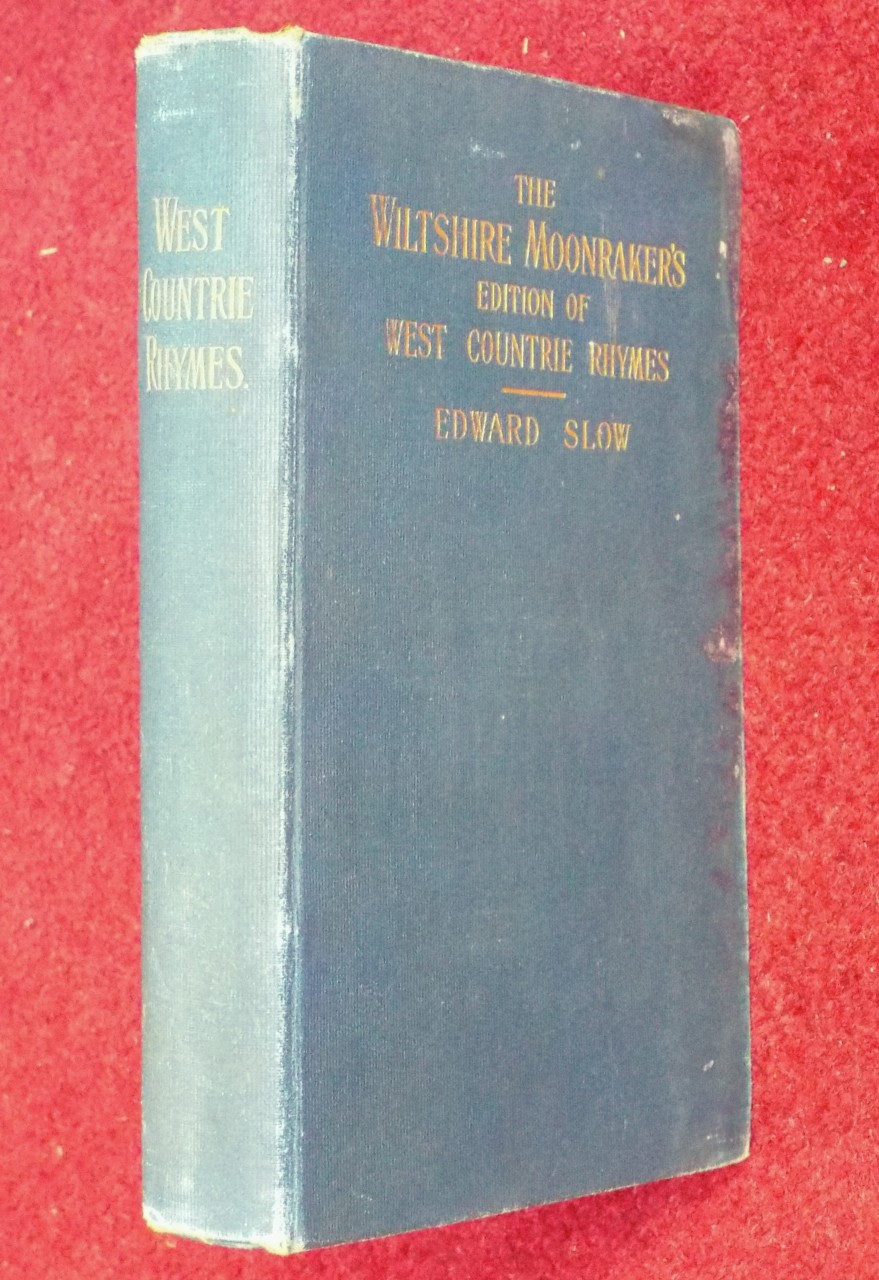 WEST
COUNTRIE
RHYMES.
THE
WILTSHIRE MOONRAKER'S
EDITION OF
WEST COUNTRIE RHYMES
EDWARD SLOW